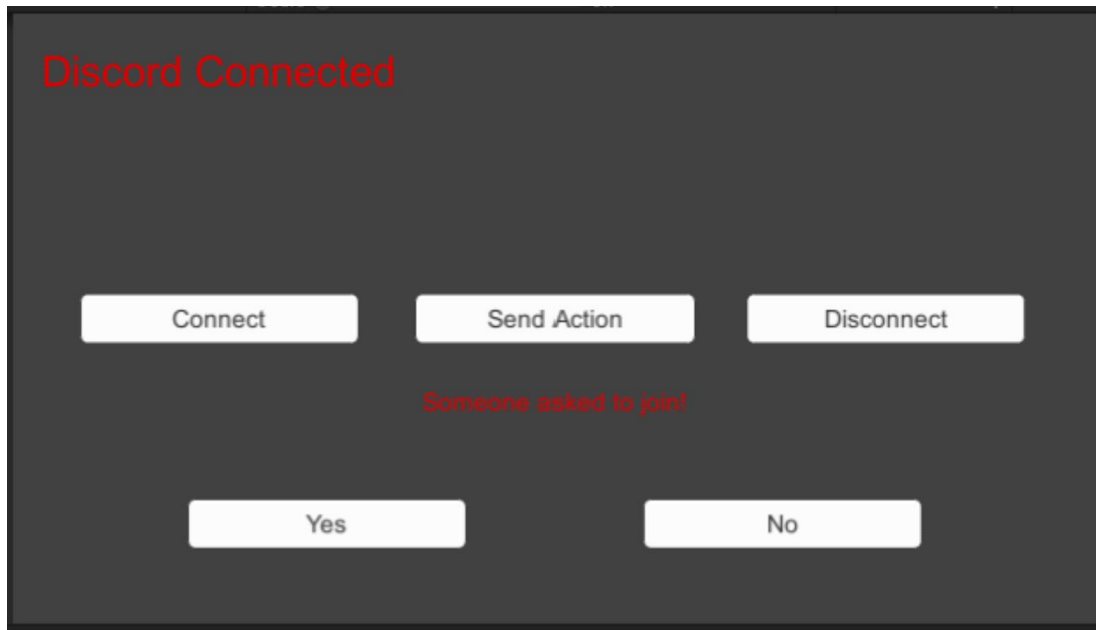 Discord Connected
Connect
Send Action
Disconnect
Someone asked to join!
Yes
No